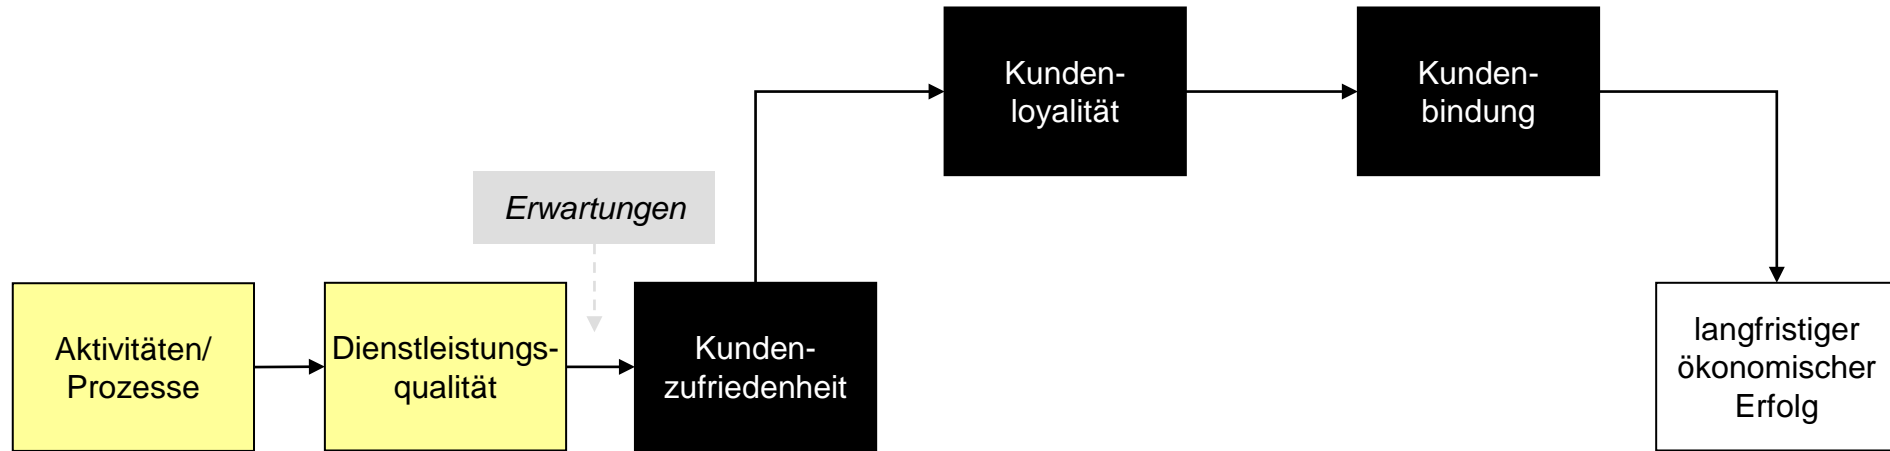 Kunden-
loyalität
Kunden-
bindung
Erwartungen
Aktivitäten/
Prozesse
Dienstleistungs-
qualität
Kunden-
zufriedenheit
langfristiger
ökonomischer
Erfolg